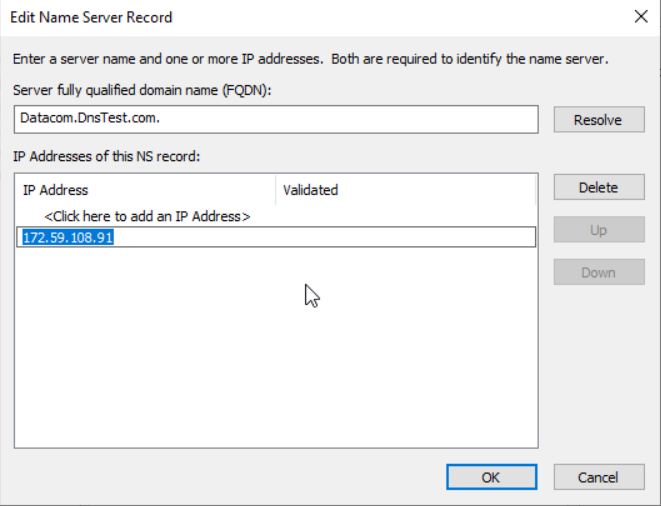 Edit Name Server Record
Enter a server name and one or more IP addresses. Both are required to identify the name server.
Server fully qualified domain name (FQDN):
Datacom.DnsTest.com.
Resolve
IP Addresses of this NS record:
IP Address Validated
Delete
<Click here to add an IP Address>
Up
172.59.108.91
Down
OK Cancel